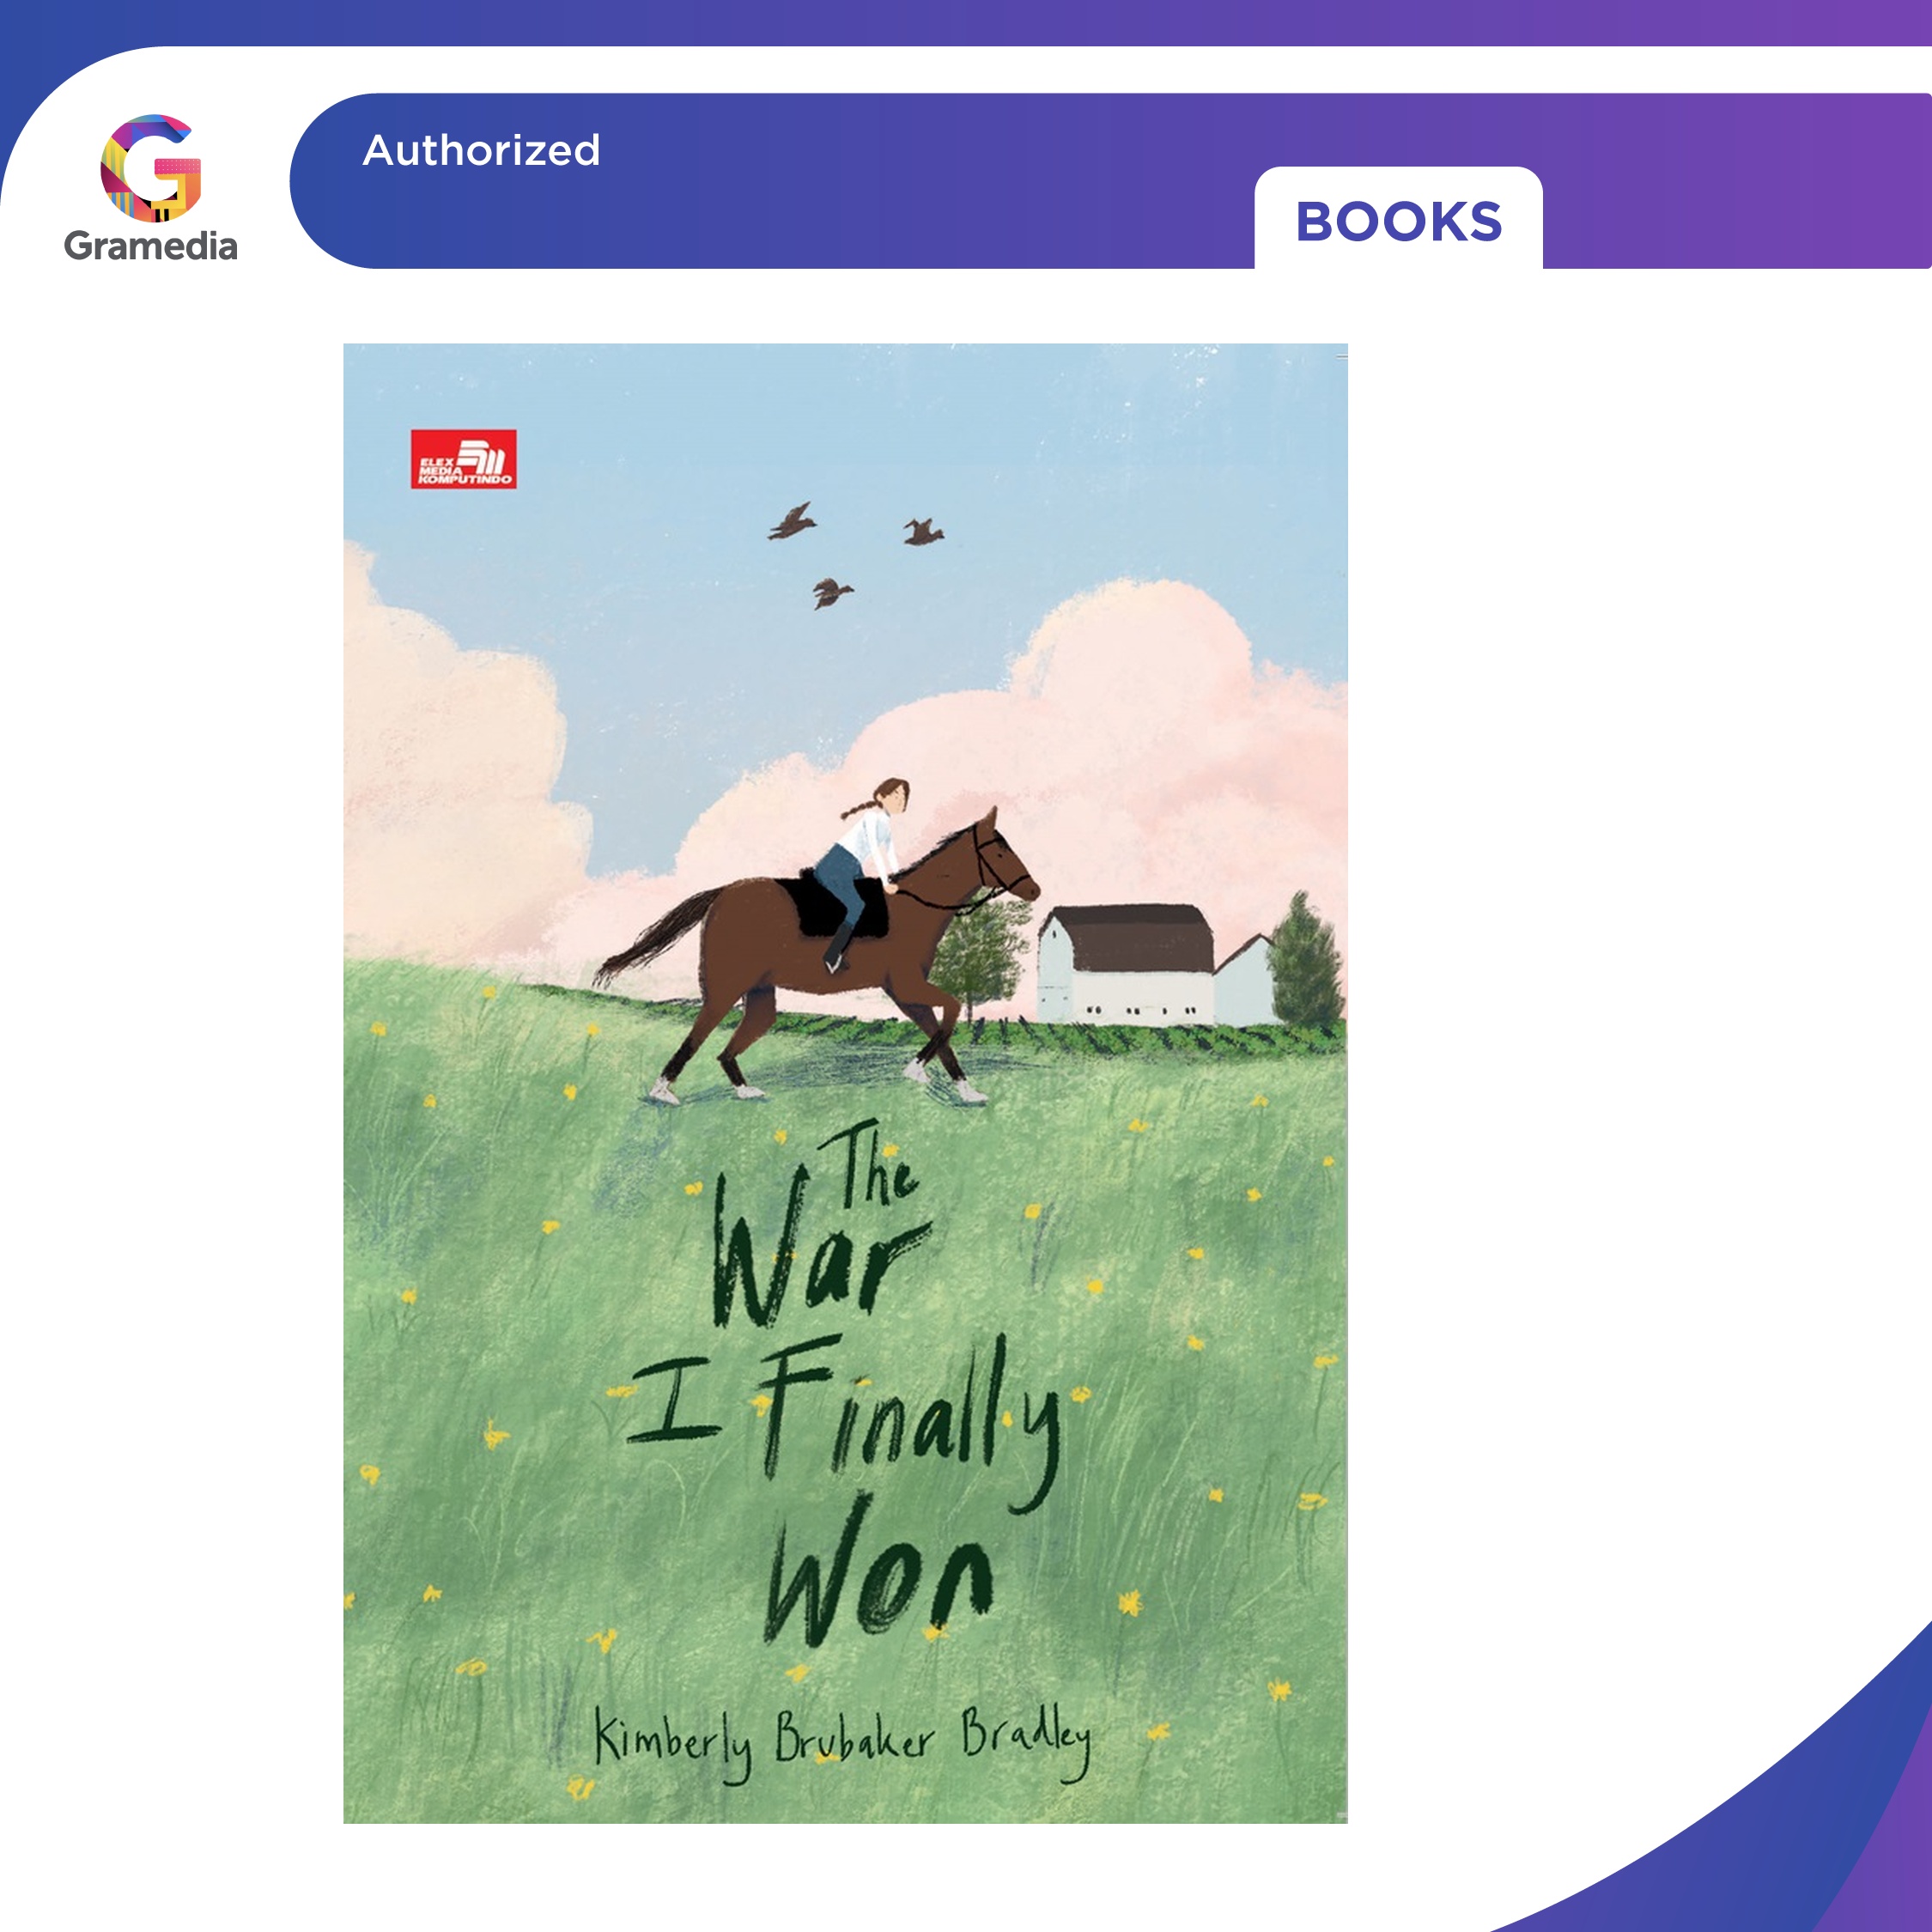 Authorized
Gramedia
BOOKS
ELEX
MEDIA
KOMPUTINDO
The
War
I Finally
Won
Kimberly Brubaker Bradley